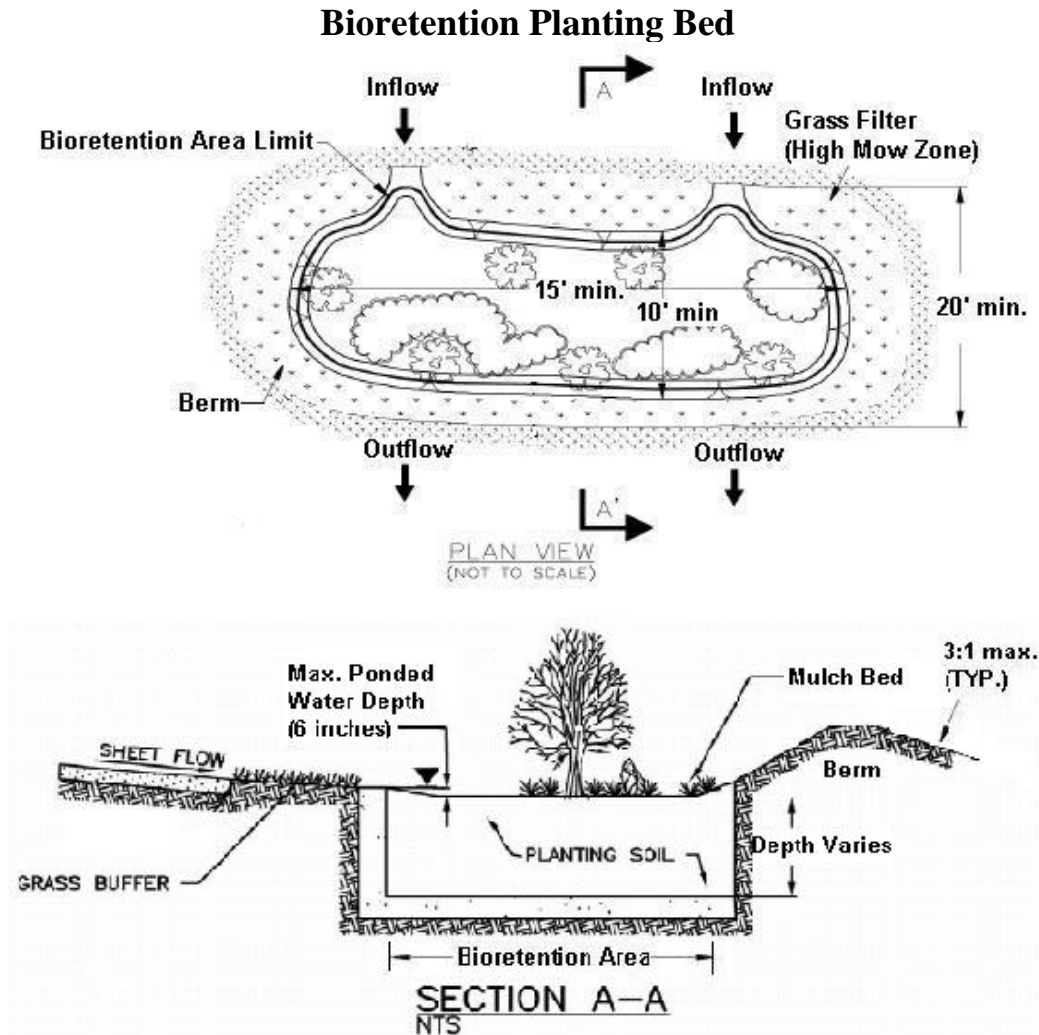 Bioretention Planting Bed
A
Inflow
Inflow
Bioretention Area Limit
Grass Filter
(High Mow Zone)
15' min.
10' min
20' min.
Berm
Outflow
Outflow
A'
PLAN VIEW
(NOT TO SCALE)
3:1 max.
(TYP.)
Max. Ponded
Water Depth
(6 inches)
Mulch Bed
SHEET FLOW
Berm
PLANTING SOIL
Depth Varies
GRASS BUFFER
Bioretention Area
SECTION A-A
NTS